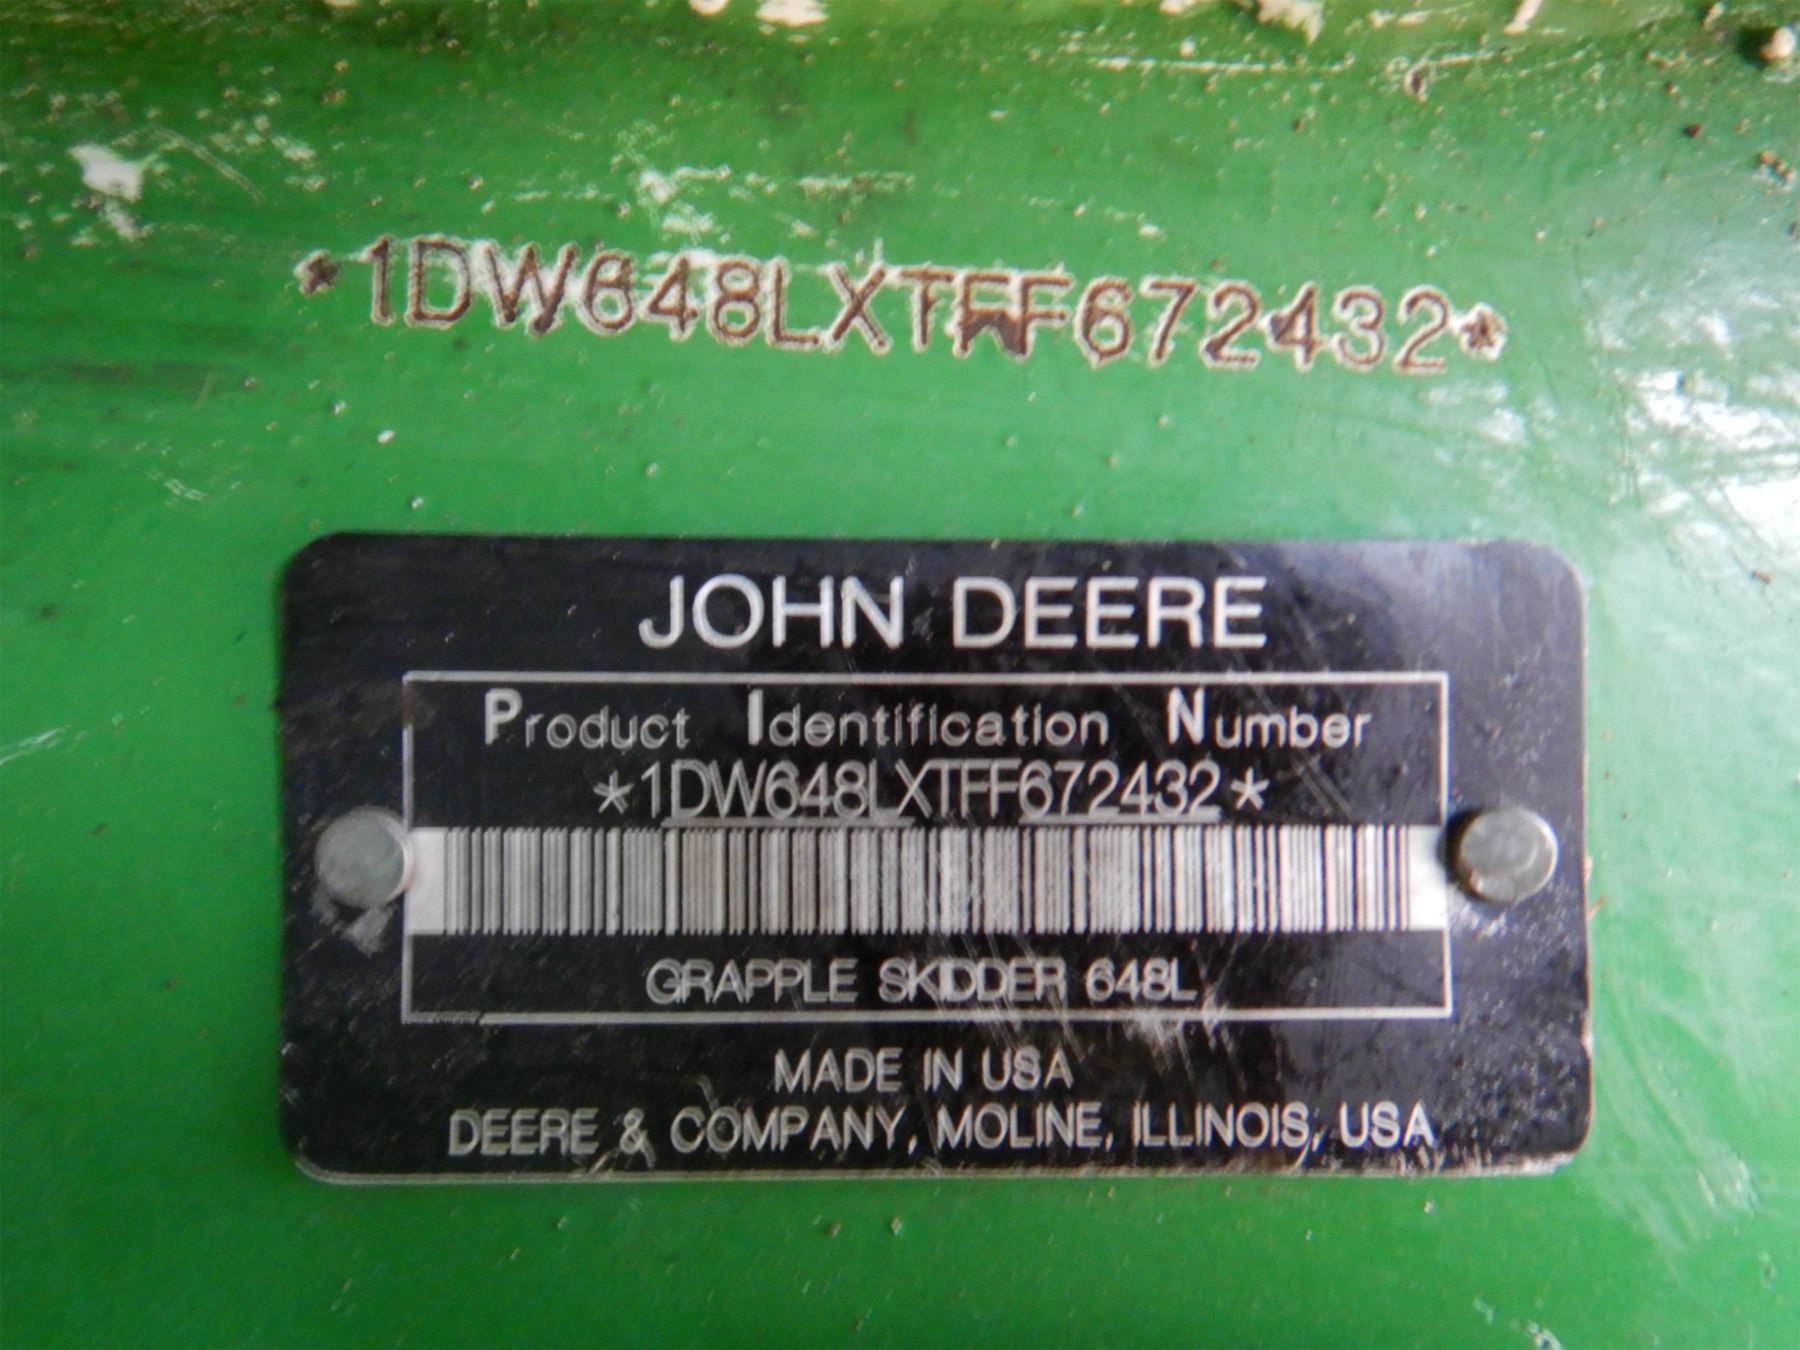 *1DW648LXTFF672432*
JOHN DEERE
Product Identification Number
*1DW648LXTFF672432*
GRAPPLE SKIDDER 648L
MADE IN USA
DEERE & COMPANY, MOLINE, ILLINOIS, USA